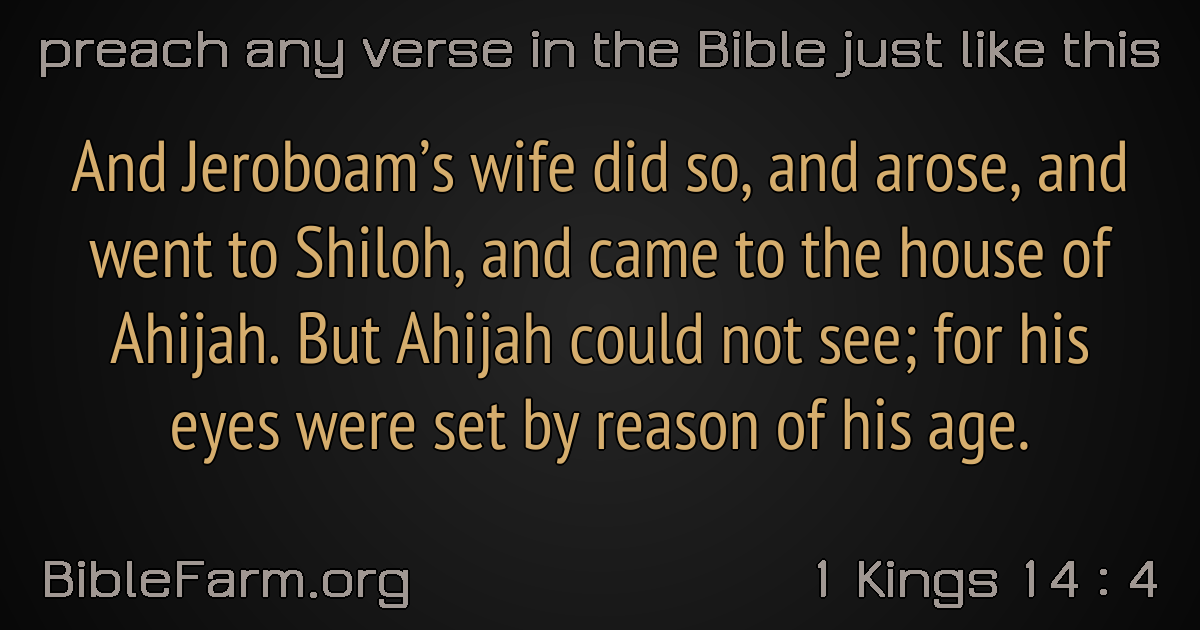 preach any verse in the Bible just like this
And Jeroboam’s wife did so, and arose, and
went to Shiloh, and came to the house of
Ahijah. But Ahijah could not see; for his
eyes were set by reason of his age.
BibleFarm.org
1 Kings 14 : 4